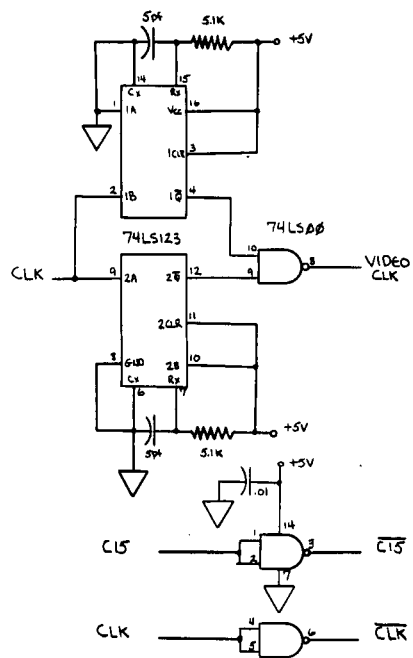 5pf
5.1K
+5V
14
15
Cx
Rx
1
1A
Vcc
16
1CLR
3
2
1B
1Q̅
4
74LS00
10
9
8
VIDEO
CLK
74LS123
CLK
9
2A
2Q̅
12
2CLR
11
8
GND
2B
10
Cx
Rx
6
7
5pf
5.1K
+5V
+5V
.01
14
C15
1
2
3
C̅1̅5̅
7
CLK
4
5
6
C̅L̅K̅